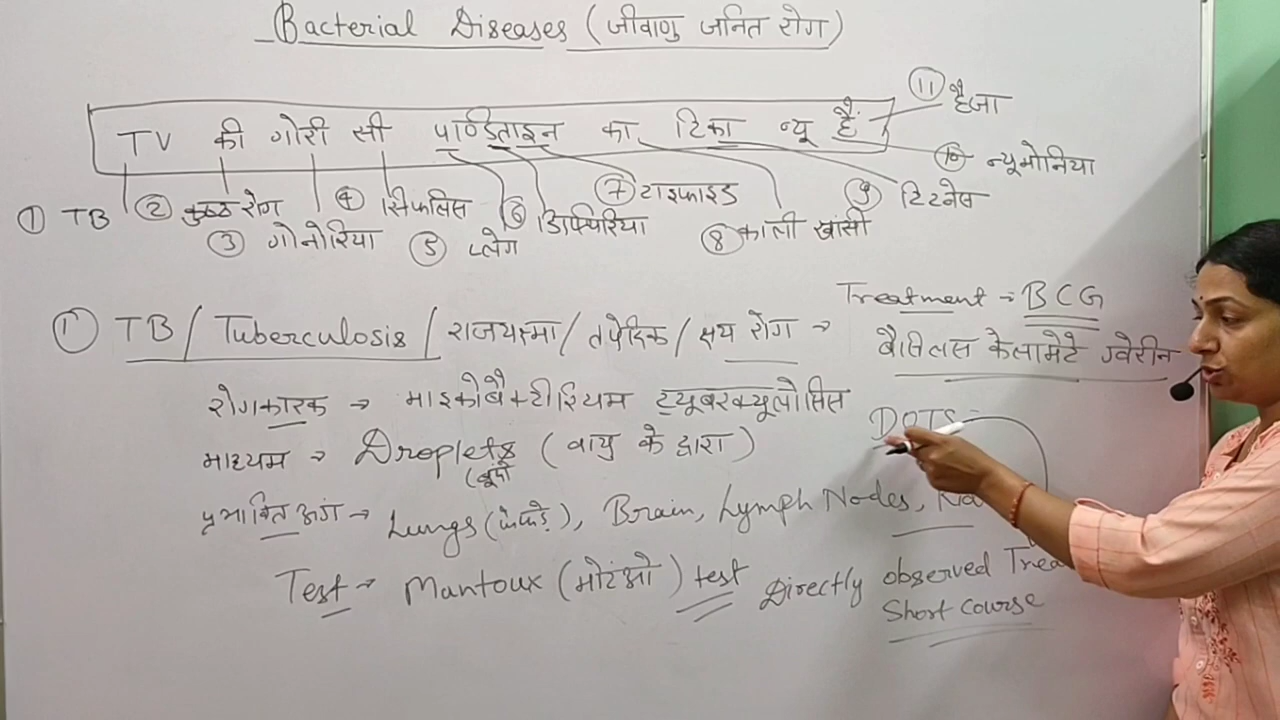 Bacterial Diseases (जीवाणु जनित रोग)
TV की गोरी सी पाण्डिताइन का टिका न्यू है
① TB
② कुष्ठ रोग
③ गोनोरिया
④ सिफलिस
⑤ प्लेग
⑥ डिफ्थिरिया
⑦ टाइफाइड
⑧ काली खांसी
⑨ टिटनेस
⑩ न्यूमोनिया
⑪ हैजा
① TB / Tuberculosis / राजयक्ष्मा / तपेदिक / क्षय रोग →
रोगकारक → माइकोबैक्टीरियम ट्यूबरक्यूलोसिस
माध्यम → Droplets (वायु के द्वारा)
प्रभावित अंग → Lungs (फेफड़े), Brain, Lymph Nodes,
Test → Mantoux (मोटंओ) test
Treatment → BCG
बैसिलस केलामेटे ग्वेरीन
DOTS
Directly observed
Short course